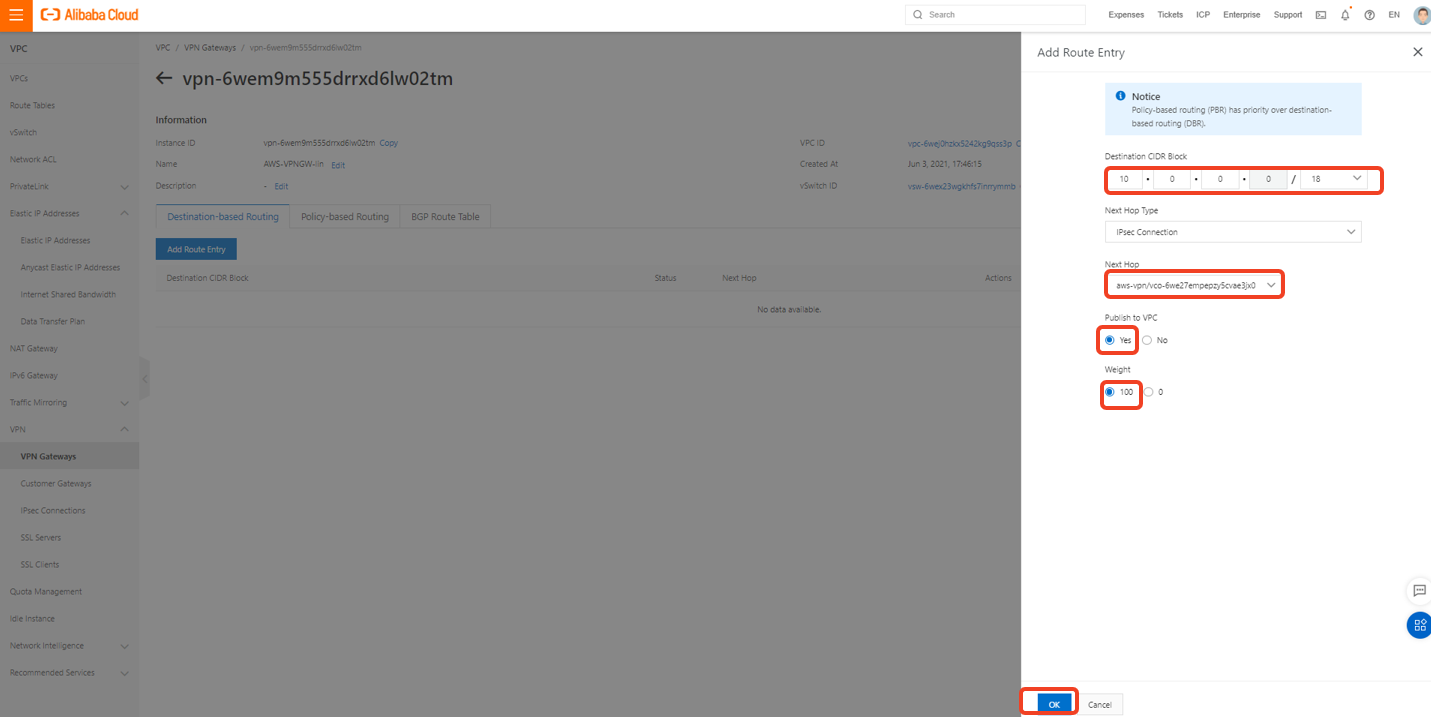 Alibaba Cloud
Search
Expenses Tickets ICP Enterprise Support EN
VPC
VPCs
Route Tables
vSwitch
Network ACL
PrivateLink
Elastic IP Addresses
Elastic IP Addresses
Anycast Elastic IP Addresses
Internet Shared Bandwidth
Data Transfer Plan
NAT Gateway
IPv6 Gateway
Traffic Mirroring
VPN
VPN Gateways
Customer Gateways
IPsec Connections
SSL Servers
SSL Clients
Quota Management
Idle Instance
Network Intelligence
Recommended Services
VPC / VPN Gateways / vpn-6wem9m555drrxd6lw02tm
vpn-6wem9m555drrxd6lw02tm
Information
Instance ID vpn-6wem9m555drrxd6lw02tm Copy VPC ID
Name AWS-VPNGW-lin Edit Created At Jun 3, 2021, 17:46:15
Description - Edit vSwitch ID
Destination-based Routing Policy-based Routing BGP Route Table
Add Route Entry
Destination CIDR Block Status Next Hop Actions
No data available.
Add Route Entry
Notice
Policy-based routing (PBR) has priority over destination-
based routing (DBR).
Destination CIDR Block
10 . 0 . 0 . 0 / 18
Next Hop Type
IPsec Connection
Next Hop
aws-vpn/vco-6we27empepzy5cvae3jx0
Publish to VPC
Yes No
Weight
100 0
OK Cancel